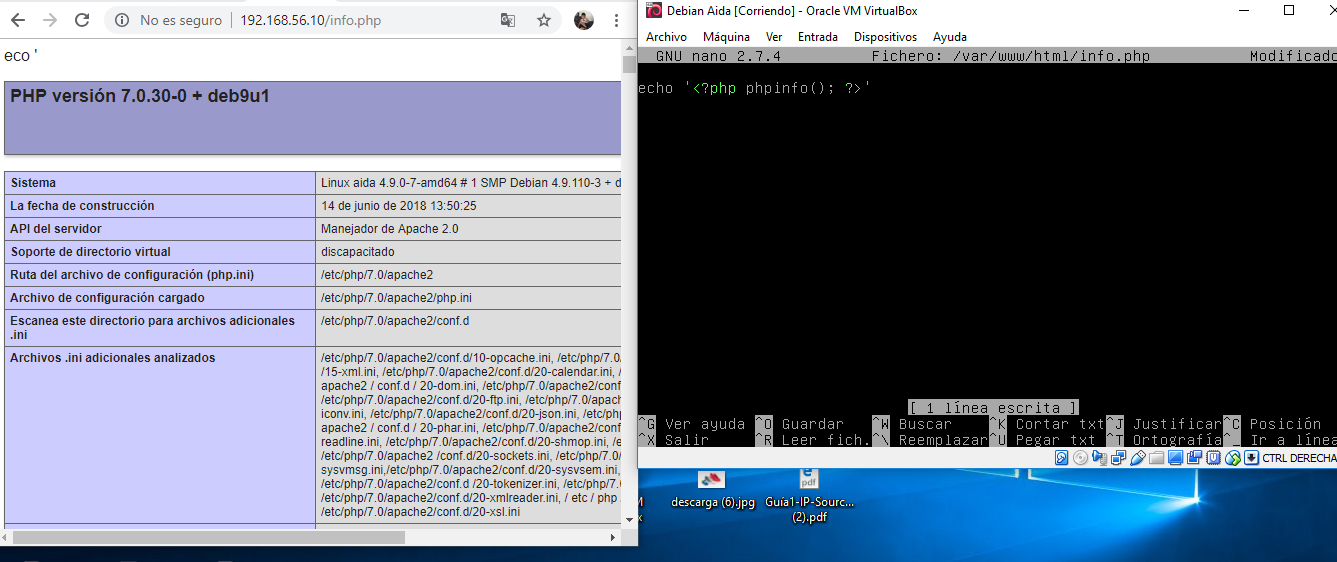 No es seguro | 192.168.56.10/info.php
eco '
PHP versión 7.0.30-0 + deb9u1
Sistema Linux aida 4.9.0-7-amd64 # 1 SMP Debian 4.9.110-3 + d
La fecha de construcción 14 de junio de 2018 13:50:25
API del servidor Manejador de Apache 2.0
Soporte de directorio virtual discapacitado
Ruta del archivo de configuración (php.ini) /etc/php/7.0/apache2
Archivo de configuración cargado /etc/php/7.0/apache2/php.ini
Escanea este directorio para archivos adicionales /etc/php/7.0/apache2/conf.d
.ini
Archivos .ini adicionales analizados /etc/php/7.0/apache2/conf.d/10-opcache.ini, /etc/php/7.0/
/15-xml.ini, /etc/php/7.0/apache2/conf.d/20-calendar.ini, /
apache2 / conf.d / 20-dom.ini, /etc/php/7.0/apache2/conf
/etc/php/7.0/apache2/conf.d/20-ftp.ini, /etc/php/7.0/apach
iconv.ini, /etc/php/7.0/apache2/conf.d/20-json.ini, /etc/php
apache2 / conf.d / 20-phar.ini, /etc/php/7.0/apache2/conf
readline.ini, /etc/php/7.0/apache2/conf.d/20-shmop.ini, /e
/etc/php/7.0/apache2 /conf.d/20-sockets.ini, /etc/php/7.0/
sysvmsg.ini,/etc/php/7.0/apache2/conf.d/20-sysvsem.ini,
/etc/php/7.0/apache2/conf.d /20-tokenizer.ini, /etc/php/7.
/etc/php/7.0/apache2/conf.d/20-xmlreader.ini, / etc / php
/etc/php/7.0/apache2/conf.d/20-xsl.ini
Debian Aida [Corriendo] - Oracle VM VirtualBox
Archivo Máquina Ver Entrada Dispositivos Ayuda
GNU nano 2.7.4 Fichero: /var/www/html/info.php Modificado
echo '<?php phpinfo(); ?>'
[ 1 línea escrita ]
^G Ver ayuda ^O Guardar ^W Buscar ^K Cortar txt ^J Justificar ^C Posición
^X Salir ^R Leer fich. ^\ Reemplazar ^U Pegar txt ^T Ortografía ^_ Ir a línea
CTRL DERECHA
descarga (6).jpg
Guía1-IP-Sourc...
(2).pdf